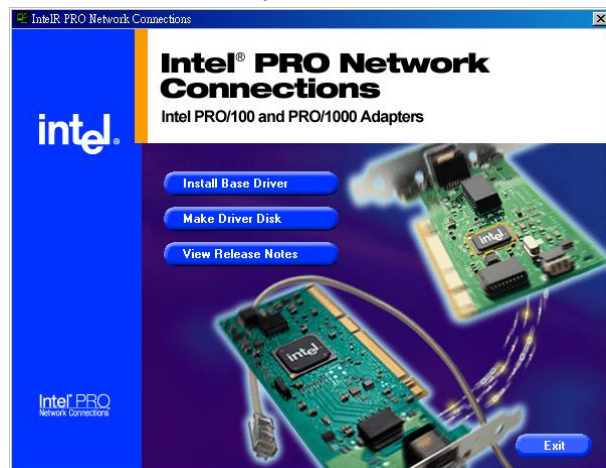 IntelR PRO Network Connections
Intel® PRO Network
Connections
Intel PRO/100 and PRO/1000 Adapters
intel.
Install Base Driver
Make Driver Disk
View Release Notes
intel
intel
Intel® PRO
Network Connections
Exit